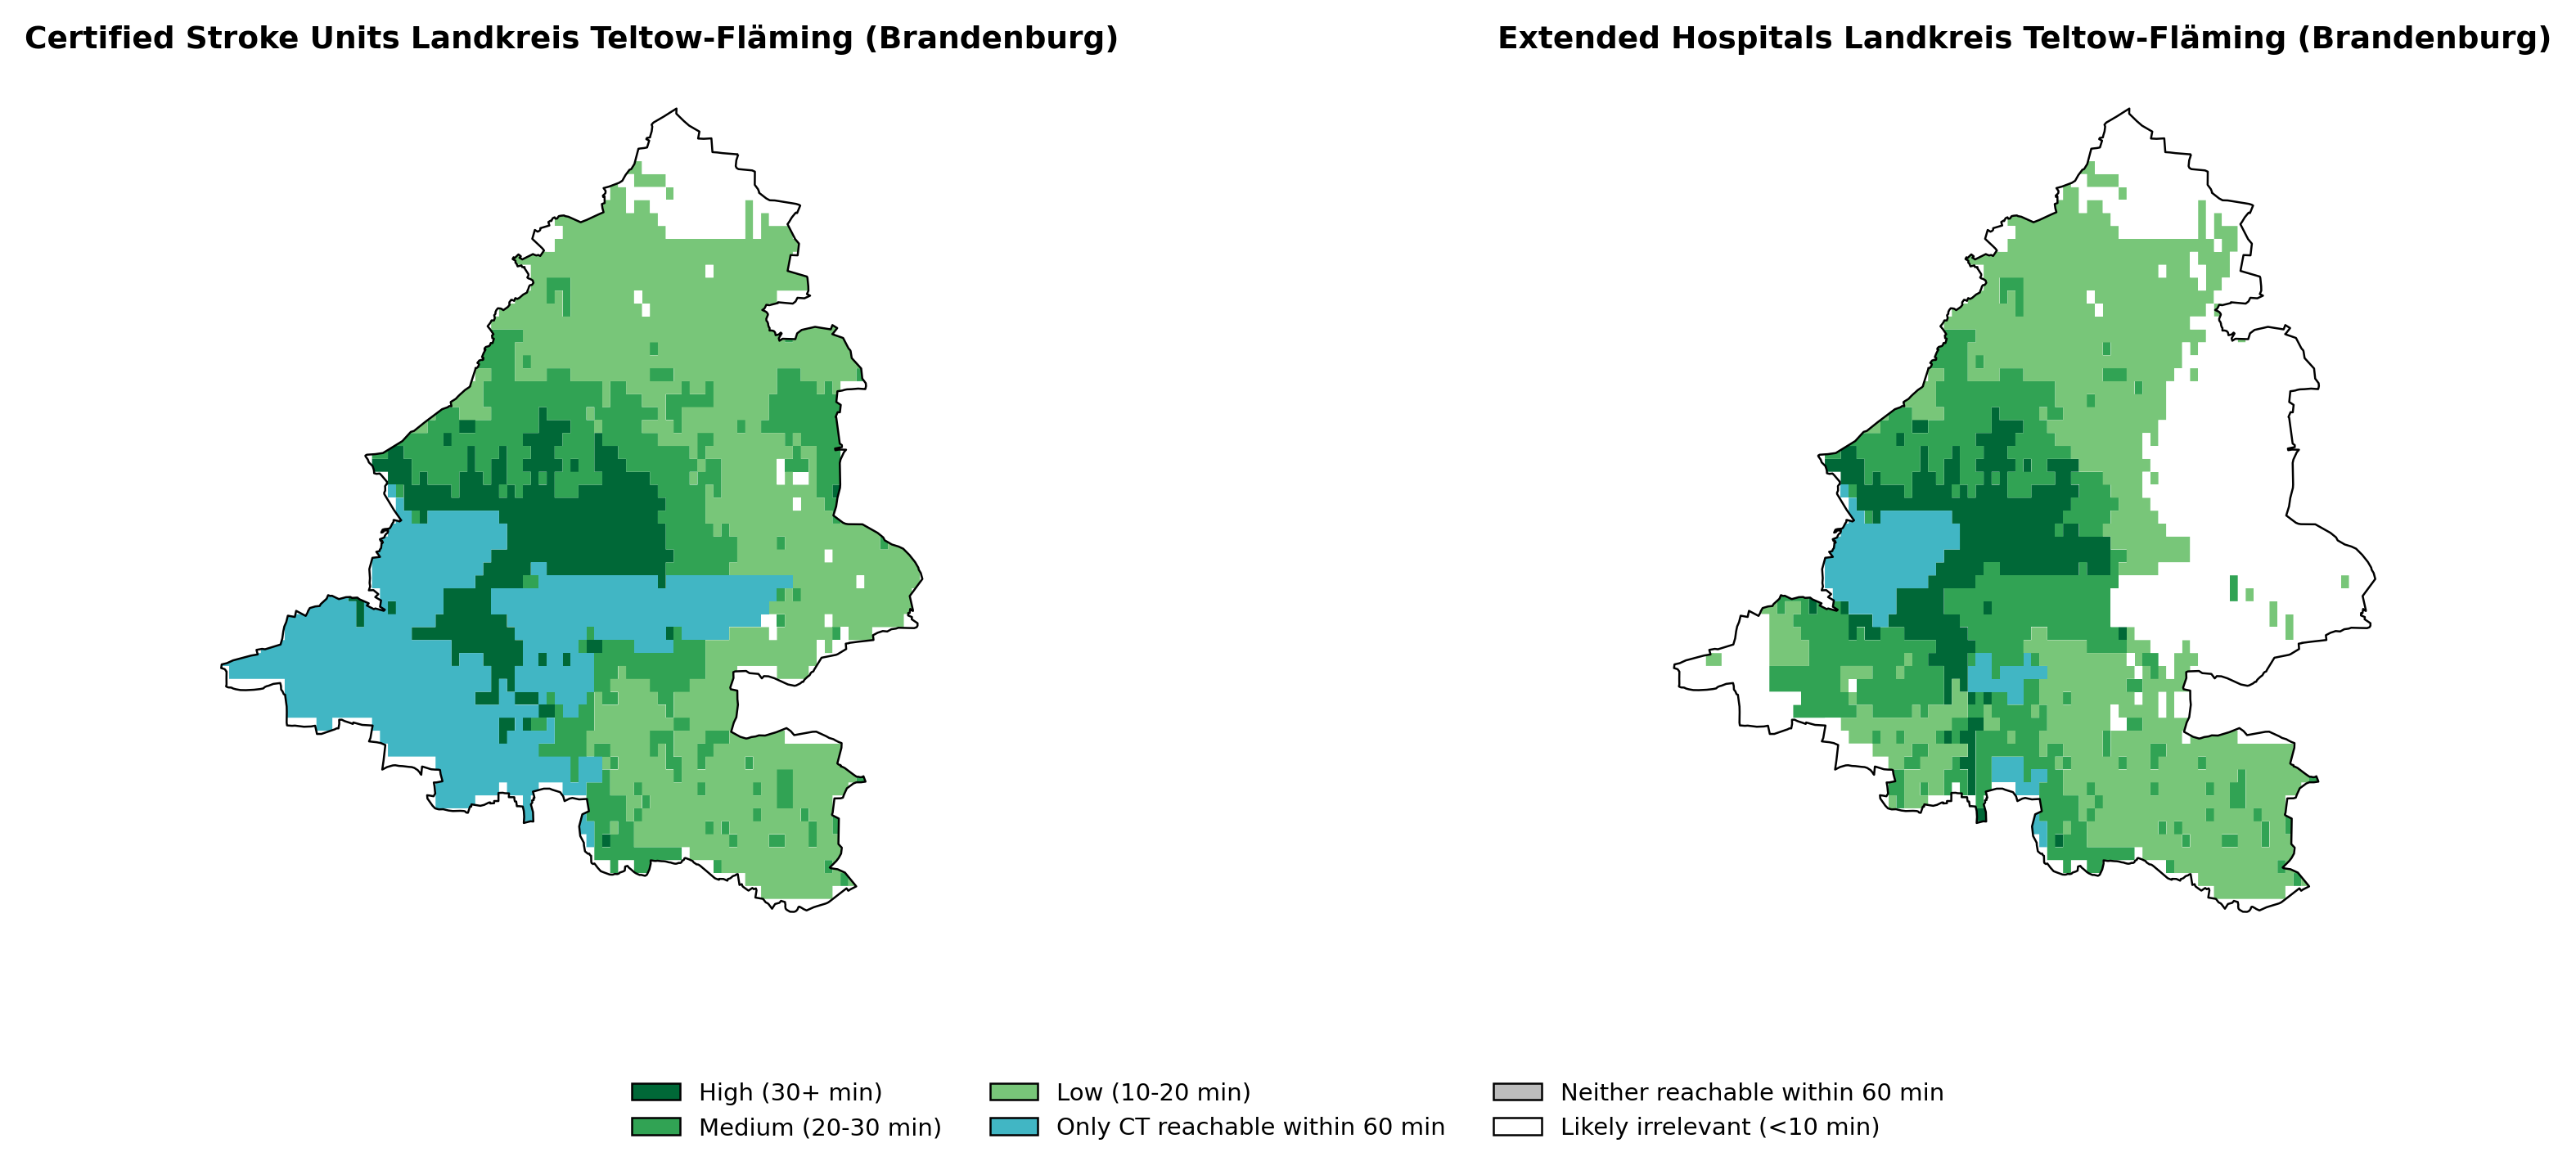 Certified Stroke Units Landkreis Teltow-Fläming (Brandenburg)
Extended Hospitals Landkreis Teltow-Fläming (Brandenburg)
High (30+ min)
Medium (20-30 min)
Low (10-20 min)
Only CT reachable within 60 min
Neither reachable within 60 min
Likely irrelevant (<10 min)